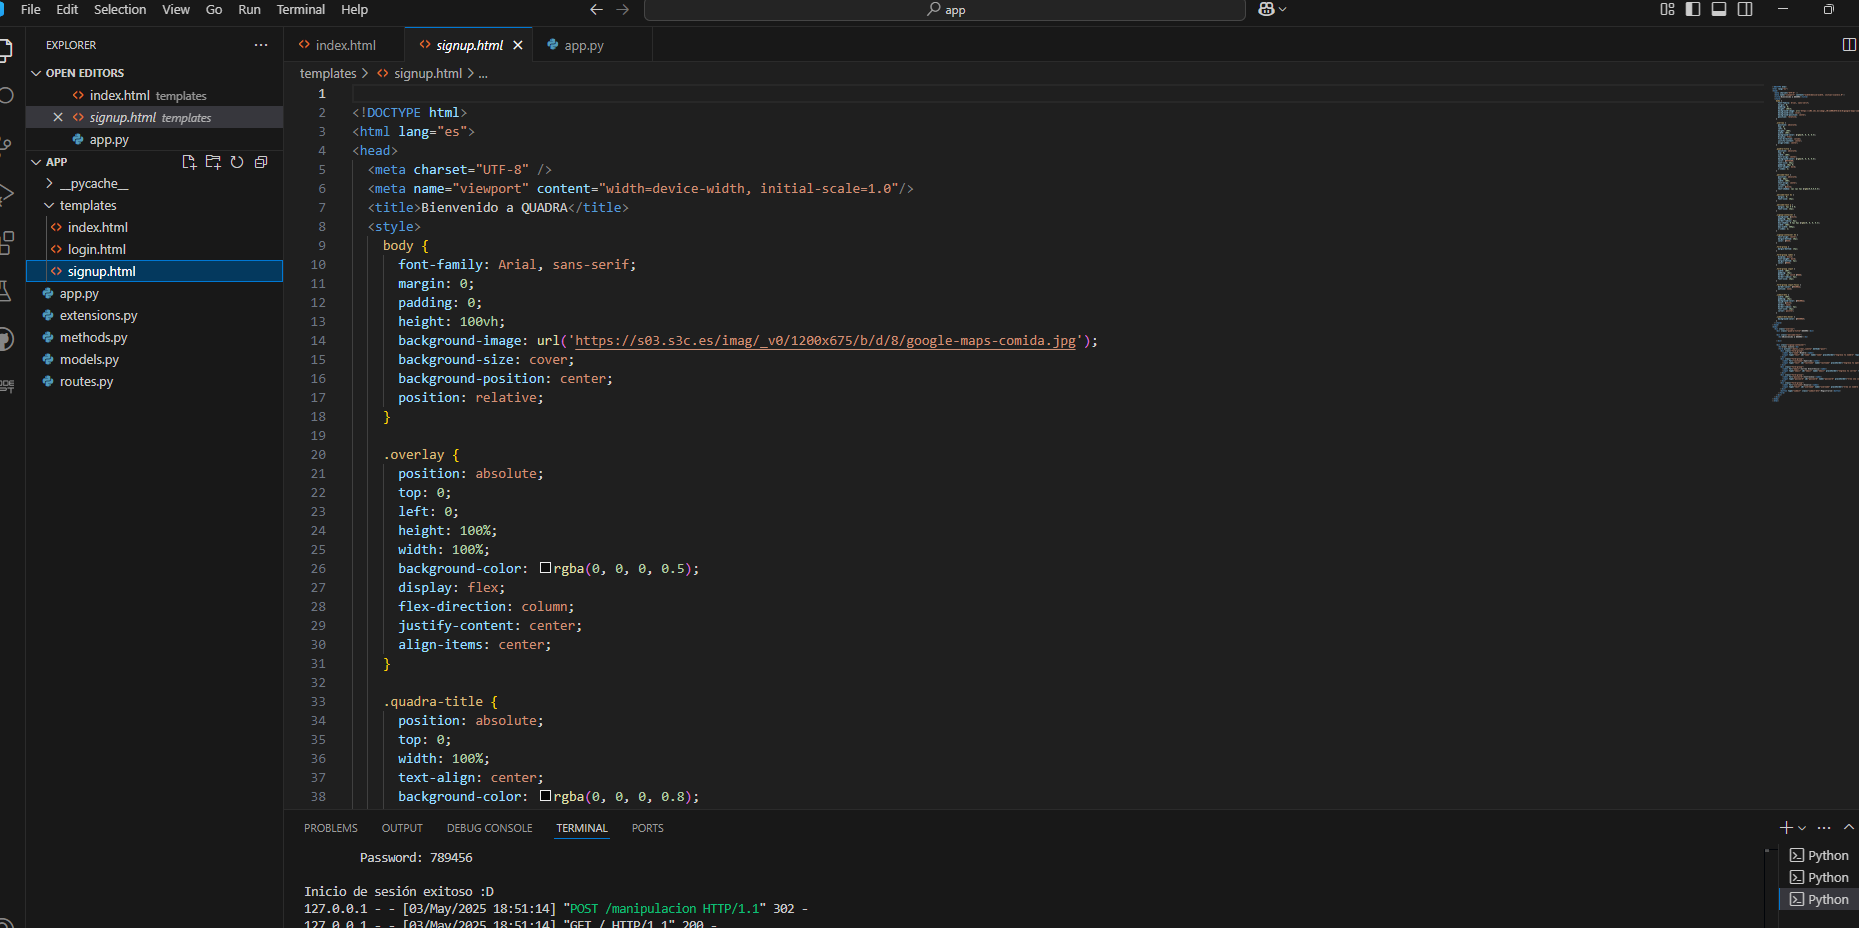 File Edit Selection View Go Run Terminal Help
app
EXPLORER
OPEN EDITORS
index.html templates
signup.html templates
app.py
APP
__pycache__
templates
index.html
login.html
signup.html
app.py
extensions.py
methods.py
models.py
routes.py
index.html signup.html app.py
templates > signup.html > ...
1
2 <!DOCTYPE html>
3 <html lang="es">
4 <head>
5 <meta charset="UTF-8" />
6 <meta name="viewport" content="width=device-width, initial-scale=1.0"/>
7 <title>Bienvenido a QUADRA</title>
8 <style>
9 body {
10 font-family: Arial, sans-serif;
11 margin: 0;
12 padding: 0;
13 height: 100vh;
14 background-image: url('https://s03.s3c.es/imag/_v0/1200x675/b/d/8/google-maps-comida.jpg');
15 background-size: cover;
16 background-position: center;
17 position: relative;
18 }
19
20 .overlay {
21 position: absolute;
22 top: 0;
23 left: 0;
24 height: 100%;
25 width: 100%;
26 background-color: rgba(0, 0, 0, 0.5);
27 display: flex;
28 flex-direction: column;
29 justify-content: center;
30 align-items: center;
31 }
32
33 .quadra-title {
34 position: absolute;
35 top: 0;
36 width: 100%;
37 text-align: center;
38 background-color: rgba(0, 0, 0, 0.8);
PROBLEMS OUTPUT DEBUG CONSOLE TERMINAL PORTS
Password: 789456
Inicio de sesión exitoso :D
127.0.0.1 - - [03/May/2025 18:51:14] "POST /manipulacion HTTP/1.1" 302 -
127.0.0.1 - - [03/May/2025 18:51:14] "GET / HTTP/1.1" 200 -
Python
Python
Python